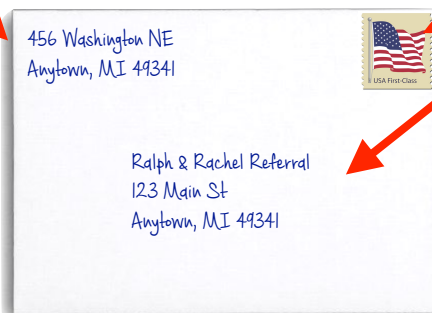 456 Washington NE
Anytown, MI 49341
USA First-Class
Ralph & Rachel Referral
123 Main St
Anytown, MI 49341